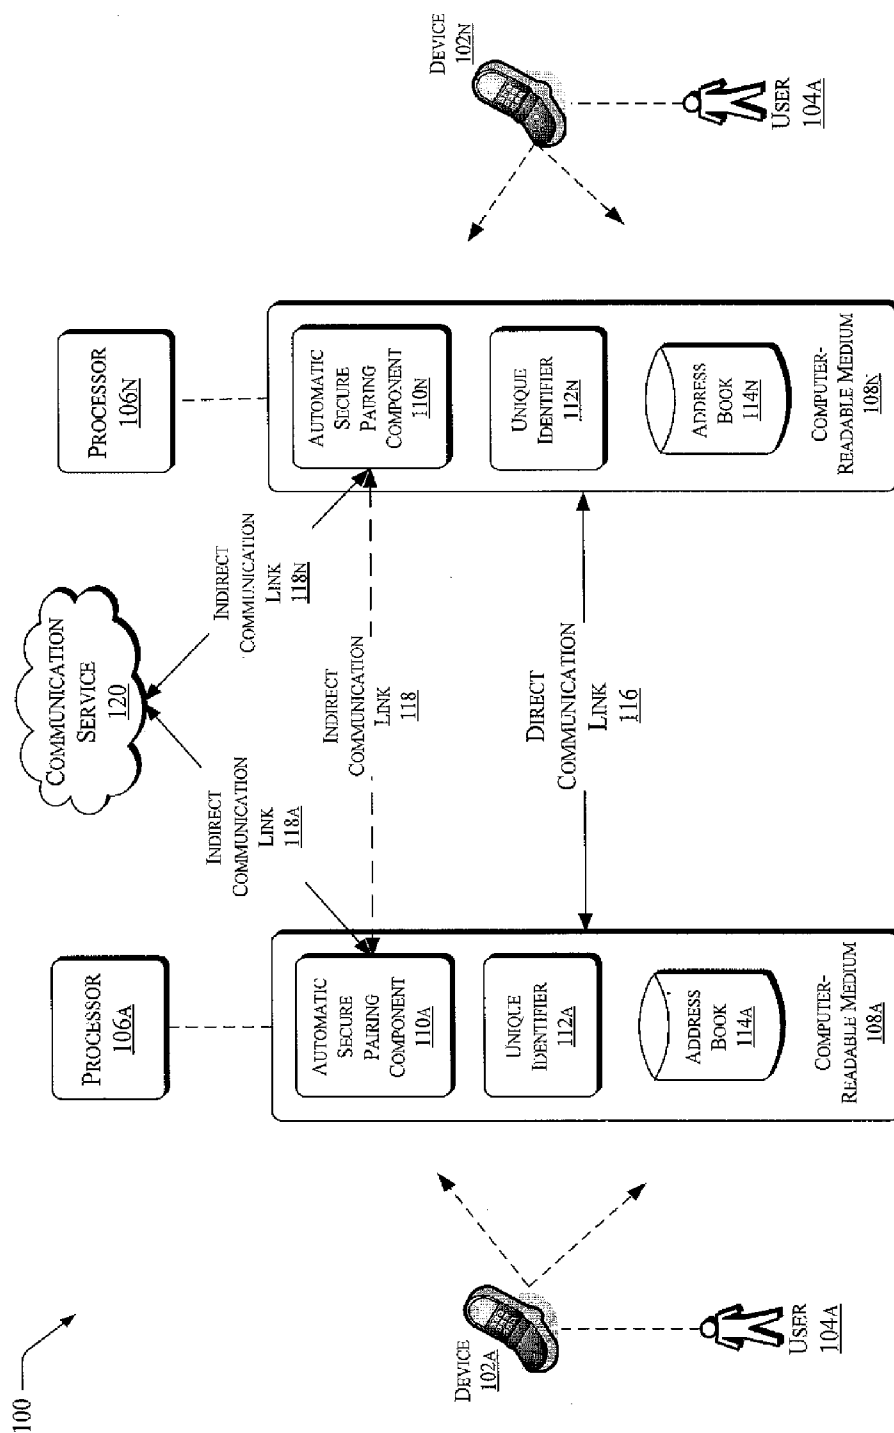 100
DEVICE
102A
USER
104A
PROCESSOR
106A
AUTOMATIC
SECURE
PAIRING
COMPONENT
110A
UNIQUE
IDENTIFIER
112A
ADDRESS
BOOK
114A
COMPUTER-
READABLE MEDIUM
108A
COMMUNICATION
SERVICE
120
INDIRECT
COMMUNICATION
LINK
118A
INDIRECT
COMMUNICATION
LINK
118N
INDIRECT
COMMUNICATION
LINK
118
DIRECT
COMMUNICATION
LINK
116
PROCESSOR
106N
AUTOMATIC
SECURE
PAIRING
COMPONENT
110N
UNIQUE
IDENTIFIER
112N
ADDRESS
BOOK
114N
COMPUTER-
READABLE MEDIUM
108N
DEVICE
102N
USER
104A